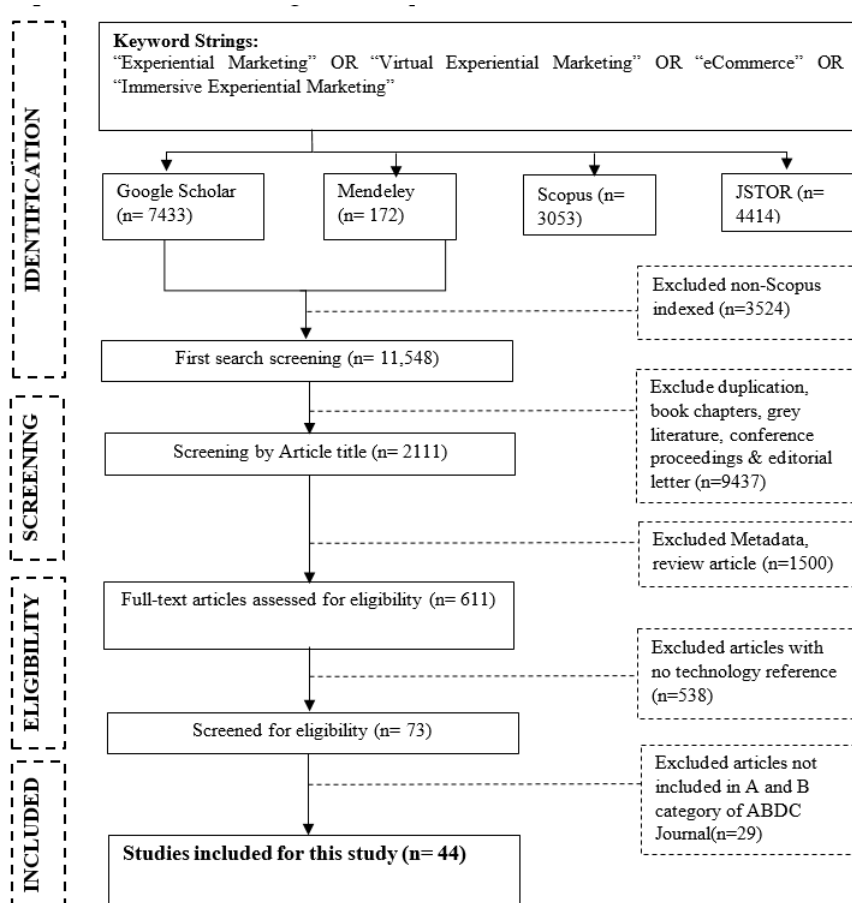 Keyword Strings:
“Experiential Marketing” OR “Virtual Experiential Marketing” OR “eCommerce” OR
“Immersive Experiential Marketing”
IDENTIFICATION
Google Scholar
(n= 7433)
Mendeley
(n= 172)
Scopus (n=
3053)
JSTOR (n=
4414)
Excluded non-Scopus
indexed (n=3524)
First search screening (n= 11,548)
SCREENING
Exclude duplication,
book chapters, grey
literature, conference
proceedings & editorial
letter (n=9437)
Screening by Article title (n= 2111)
Excluded Metadata,
review article (n=1500)
ELIGIBILITY
Full-text articles assessed for eligibility (n= 611)
Excluded articles with
no technology reference
(n=538)
Screened for eligibility (n= 73)
INCLUDED
Excluded articles not
included in A and B
category of ABDC
Journal(n=29)
Studies included for this study (n= 44)